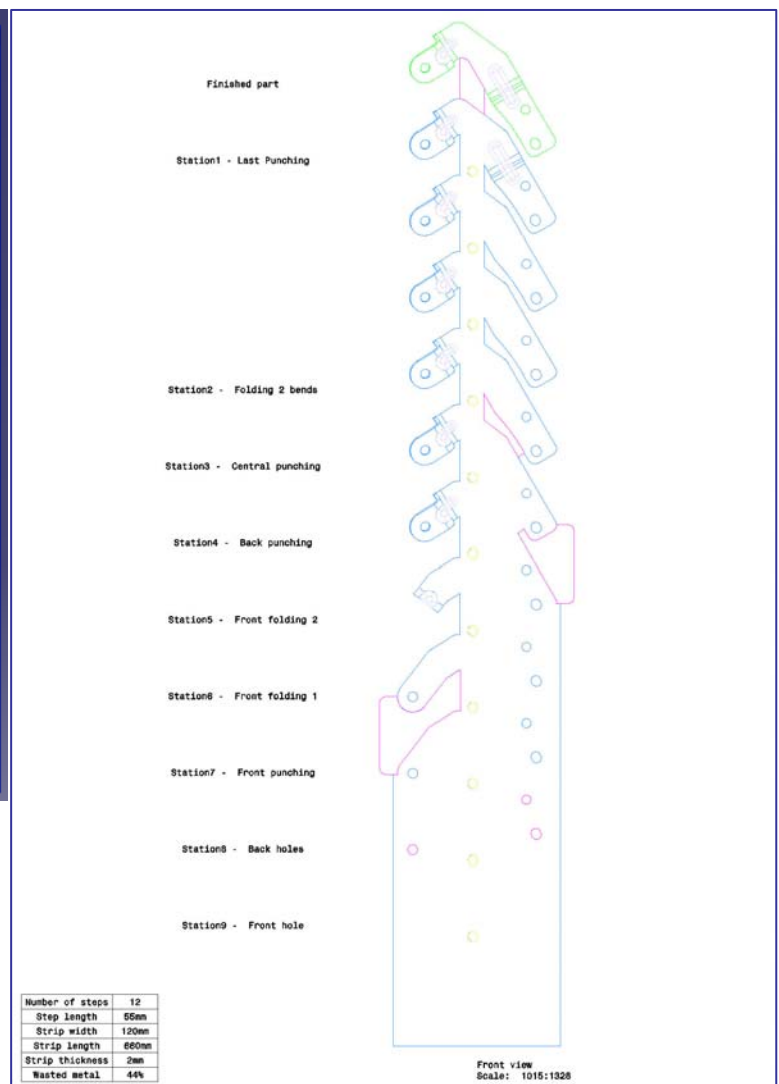 Finished part
Station1 - Last Punching
Station2 - Folding 2 bends
Station3 - Central punching
Station4 - Back punching
Station5 - Front folding 2
Station6 - Front folding 1
Station7 - Front punching
Station8 - Back holes
Station9 - Front hole
Number of steps 12
Step length 55mm
Strip width 120mm
Strip length 660mm
Strip thickness 2mm
Wasted metal 44%
Front view
Scale: 1015:1328